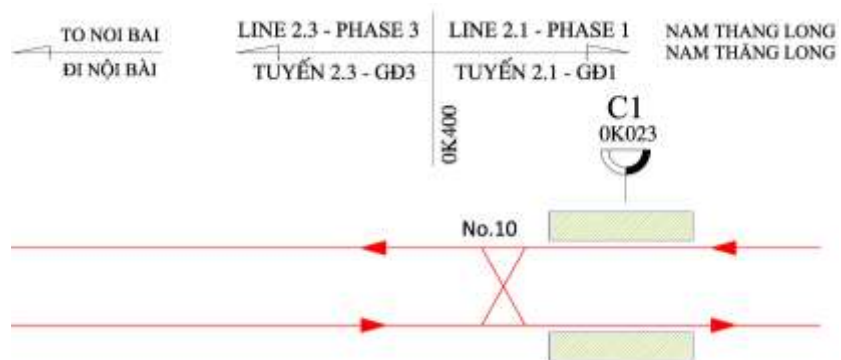 TO NOI BAI
ĐI NỘI BÀI
LINE 2.3 - PHASE 3
TUYẾN 2.3 - GĐ3
LINE 2.1 - PHASE 1
TUYẾN 2.1 - GĐ1
NAM THANG LONG
NAM THĂNG LONG
0K400
C1
0K023
No.10